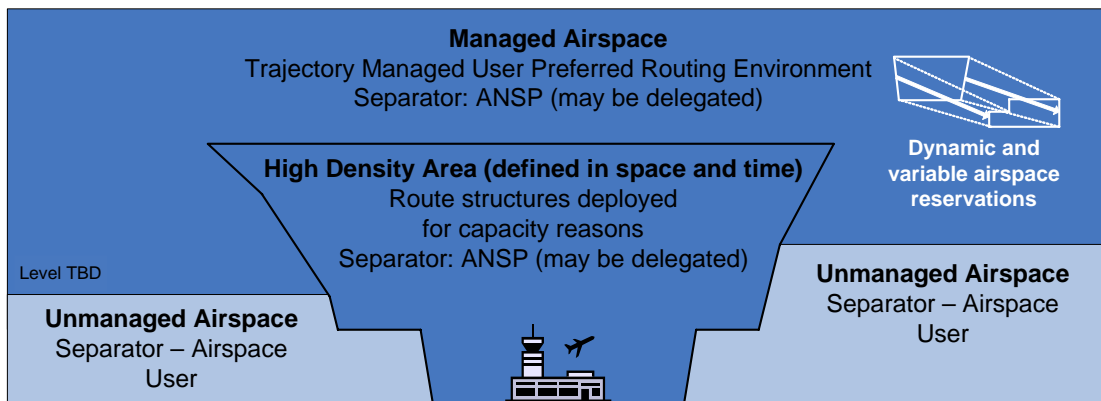 Managed Airspace
Trajectory Managed User Preferred Routing Environment
Separator: ANSP (may be delegated)
Dynamic and
variable airspace
reservations
High Density Area (defined in space and time)
Route structures deployed
for capacity reasons
Separator: ANSP (may be delegated)
Level TBD
Unmanaged Airspace
Separator – Airspace
User
Unmanaged Airspace
Separator – Airspace
User